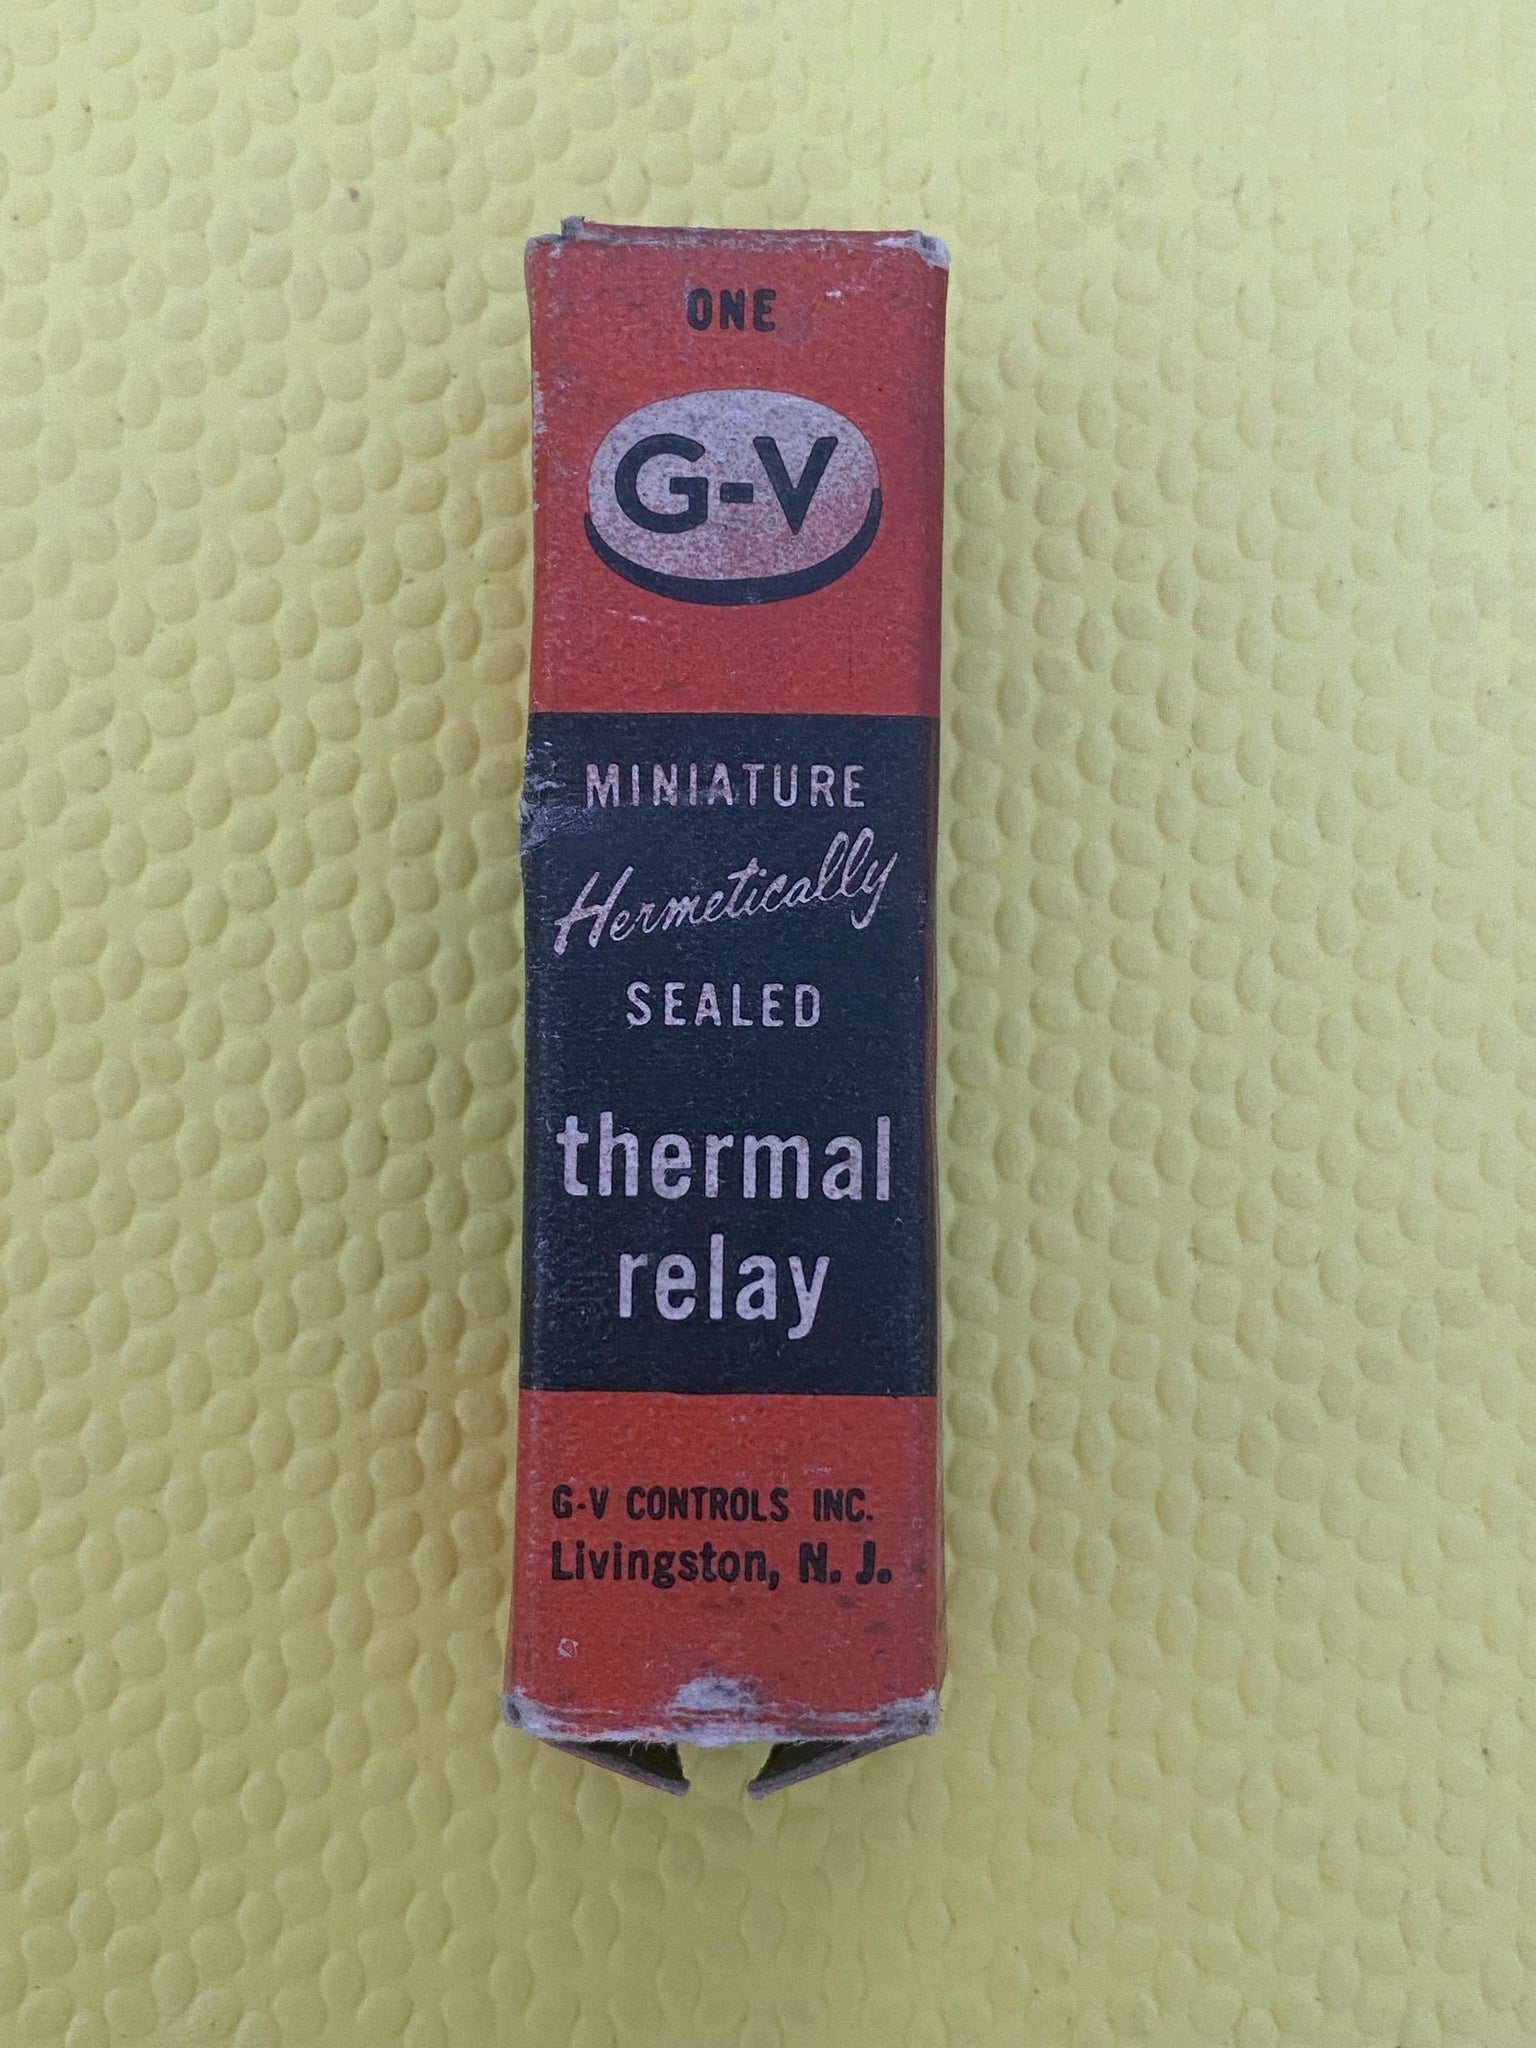 ONE
G-V
MINIATURE
Hermetically
SEALED
thermal
relay
G-V CONTROLS INC.
Livingston, N. J.